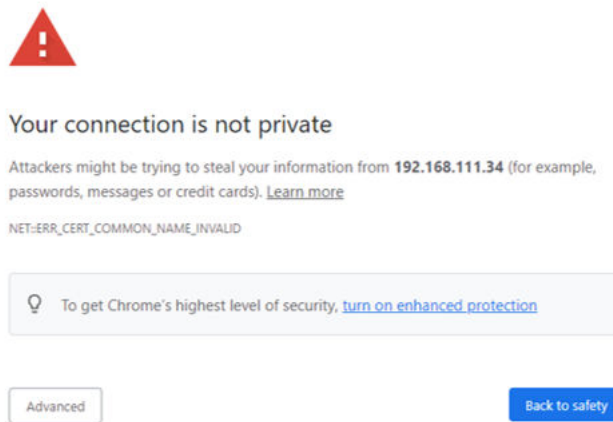 Your connection is not private
Attackers might be trying to steal your information from 192.168.111.34 (for example,
passwords, messages or credit cards). Learn more
NET::ERR_CERT_COMMON_NAME_INVALID
To get Chrome's highest level of security, turn on enhanced protection
Advanced
Back to safety